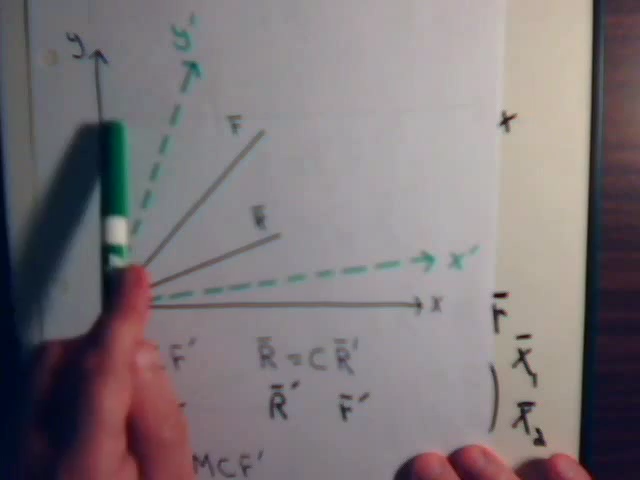 y'
y
F̅
x
R̅
x'
x
r̅
F' R̅ = C R̅'
x̅₁
R̅' F̅'
x̅₂
MCF'